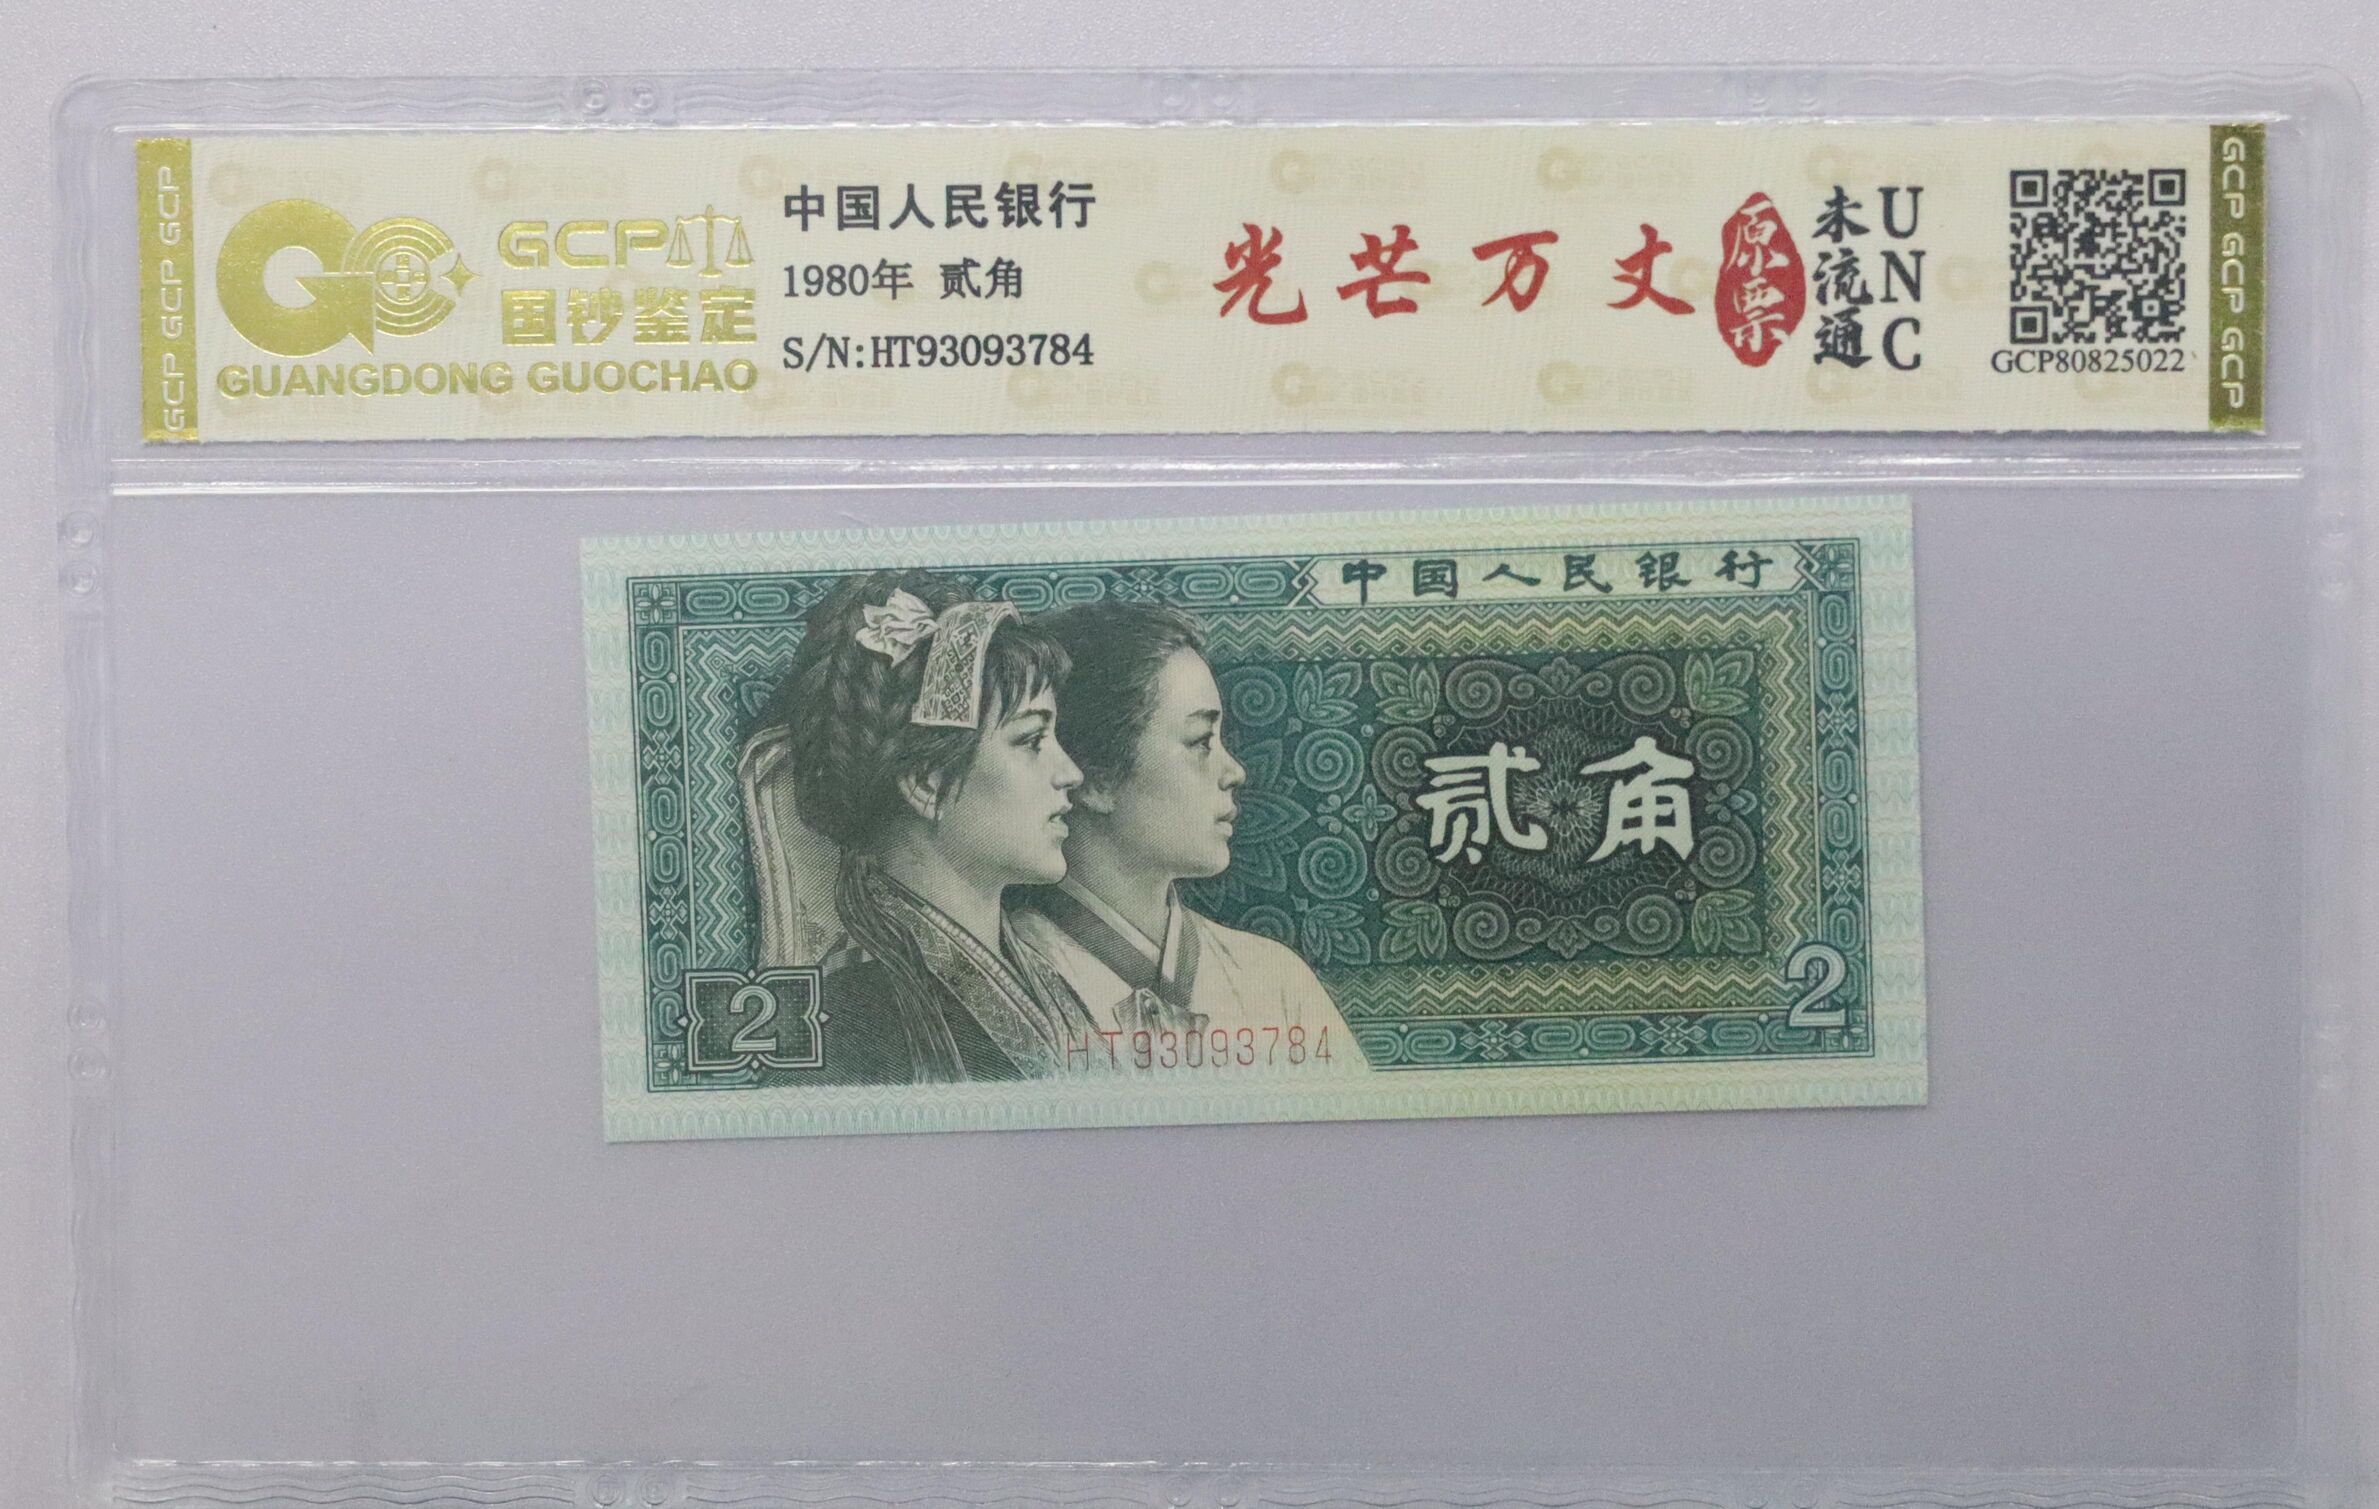 GCP GCP GCP
GCP
国钞鉴定
GUANGDONG GUOCHAO
中国人民银行
1980年 贰角
S/N:HT93093784
光芒万丈
原票
未流通
UNC
GCP80825022
GCP GCP GCP
中国人民银行
贰角
2
2
HT93093784